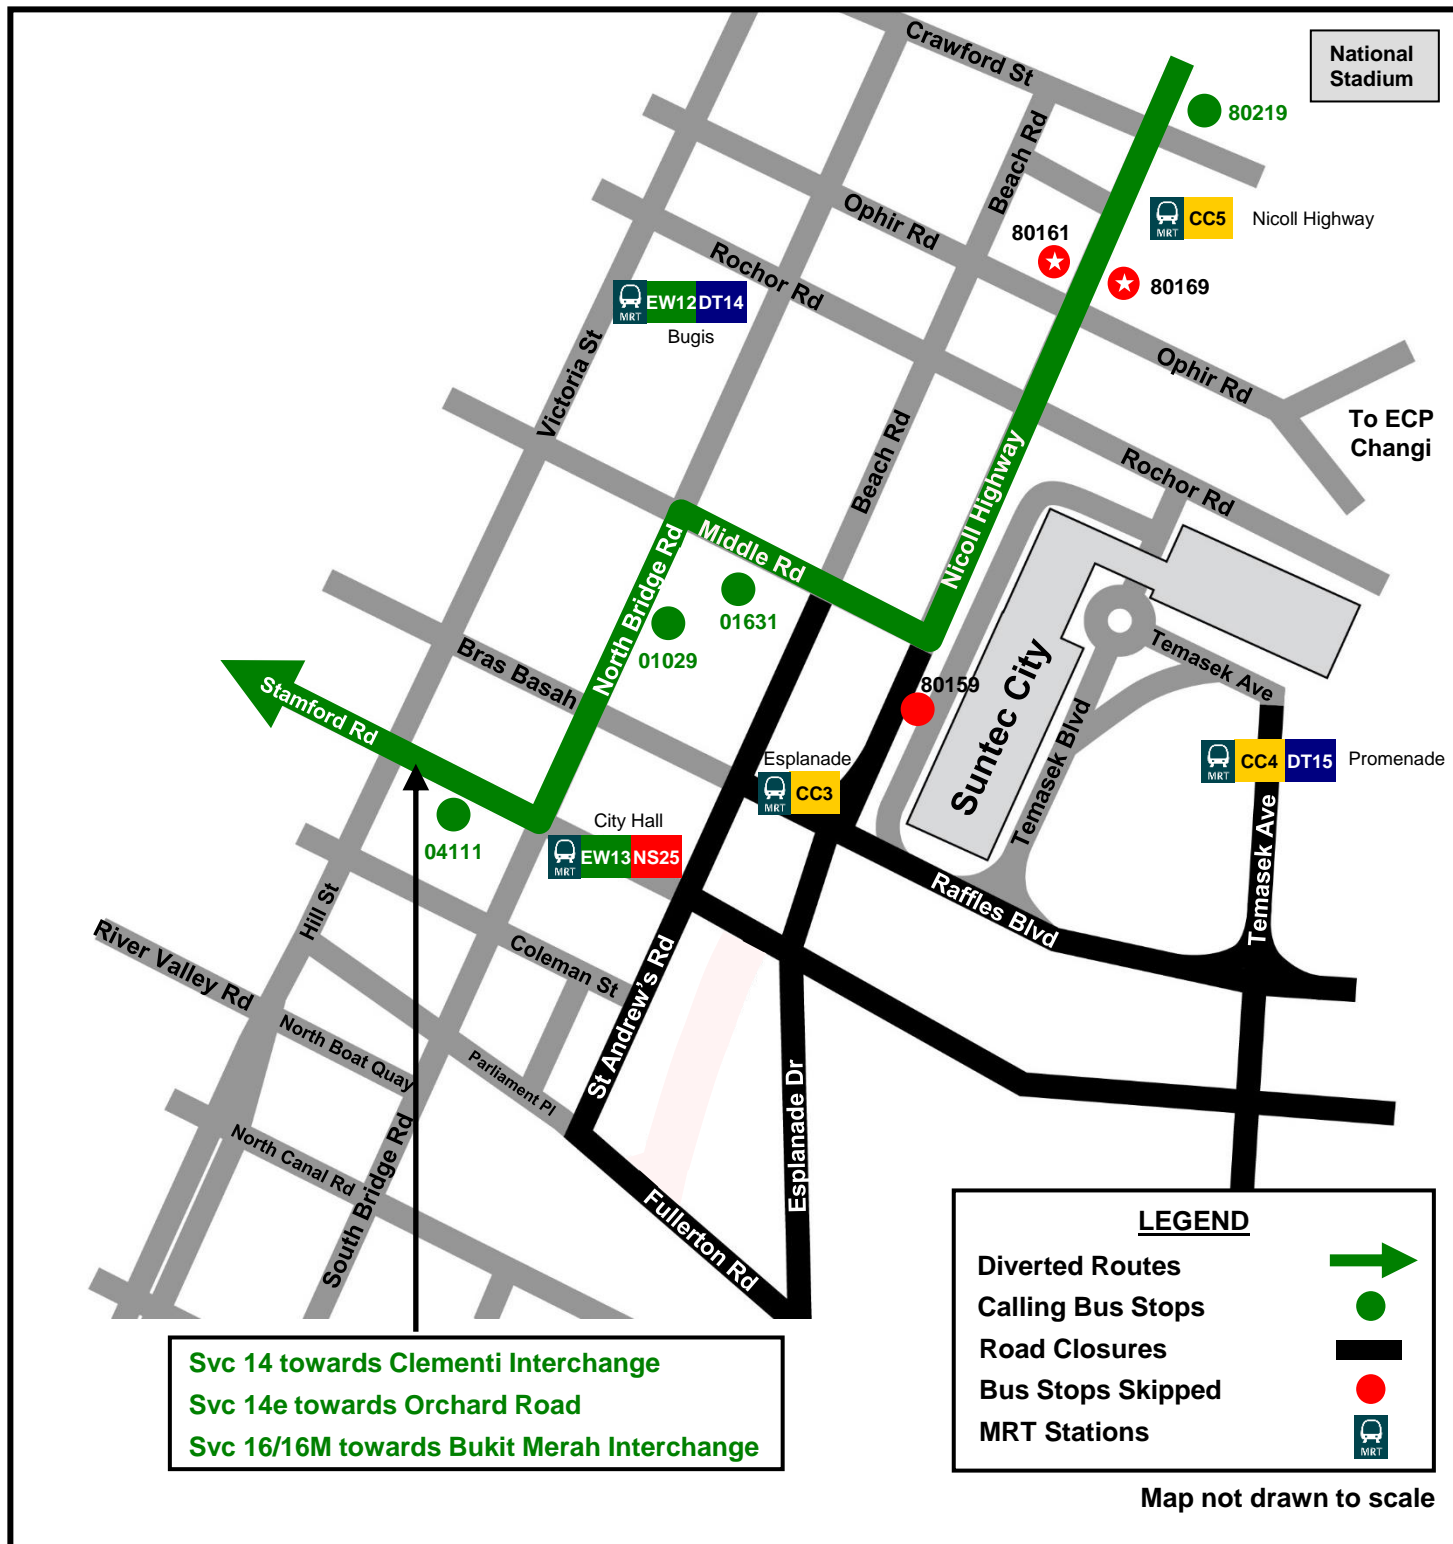 Crawford St
National
Stadium
80219
Beach Rd
Ophir Rd
MRT
CC5
Nicoll Highway
80161
80169
Rochor Rd
MRT
EW12
DT14
Bugis
Victoria St
Ophir Rd
To ECP
Changi
Beach Rd
Nicoll Highway
Rochor Rd
Middle Rd
North Bridge Rd
01631
01029
Bras Basah
Stamford Rd
80159
Suntec City
Temasek Ave
Temasek Blvd
Esplanade
MRT
CC3
MRT
CC4
DT15
Promenade
City Hall
MRT
EW13
NS25
04111
Hill St
Raffles Blvd
Temasek Ave
River Valley Rd
Coleman St
St Andrew's Rd
North Boat Quay
Parliament Pl
Esplanade Dr
North Canal Rd
South Bridge Rd
Fullerton Rd
LEGEND
Diverted Routes
Calling Bus Stops
Road Closures
Bus Stops Skipped
MRT Stations
MRT
Svc 14 towards Clementi Interchange
Svc 14e towards Orchard Road
Svc 16/16M towards Bukit Merah Interchange
Map not drawn to scale